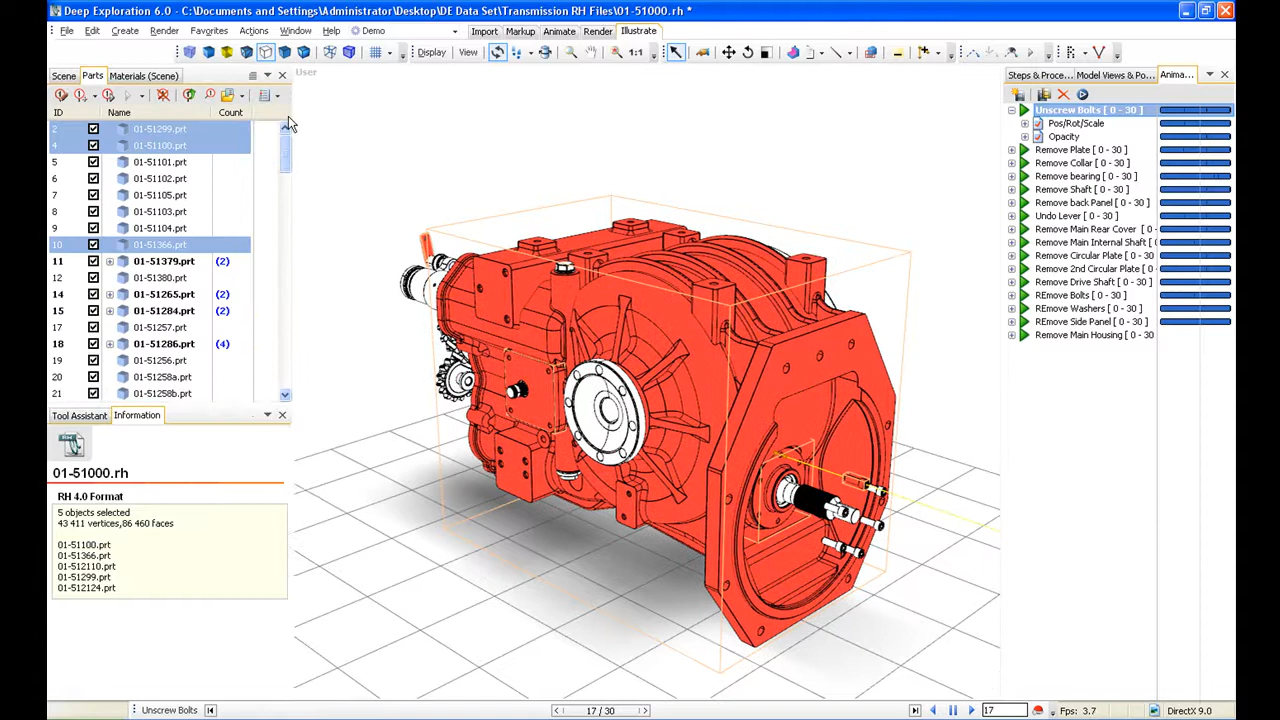 Deep Exploration 6.0 - C:\Documents and Settings\Administrator\Desktop\DE Data Set\Transmission RH Files\01-51000.rh *
File Edit Create Render Favorites Actions Window Help Demo Import Markup Animate Render Illustrate
Display View 1:1
Scene Parts Materials (Scene)
User
Steps & Proce... Model Views & Po... Anima...
ID Name Count
2 01-51299.prt
4 01-51100.prt
5 01-51101.prt
6 01-51102.prt
7 01-51105.prt
8 01-51103.prt
9 01-51104.prt
10 01-51366.prt
11 01-51379.prt (2)
12 01-51380.prt
14 01-51265.prt (2)
15 01-51284.prt (2)
17 01-51257.prt
18 01-51286.prt (4)
19 01-51256.prt
20 01-51258a.prt
21 01-51258b.prt
Unscrew Bolts [ 0 - 30 ]
Pos/Rot/Scale
Opacity
Remove Plate [ 0 - 30 ]
Remove Collar [ 0 - 30 ]
Remove bearing [ 0 - 30 ]
Remove Shaft [ 0 - 30 ]
Remove back Panel [ 0 - 30 ]
Undo Lever [ 0 - 30 ]
Remove Main Rear Cover [ 0 - 30 ]
Remove Main Internal Shaft [
Remove Circular Plate [ 0 - 30 ]
Remove 2nd Circular Plate [ 0 - 30 ]
Remove Drive Shaft [ 0 - 30 ]
REmove Bolts [ 0 - 30 ]
REmove Washers [ 0 - 30 ]
REmove Side Panel [ 0 - 30 ]
Remove Main Housing [ 0 - 30
Tool Assistant Information
01-51000.rh
RH 4.0 Format
5 objects selected
43 411 vertices,86 460 faces
01-51100.prt
01-51366.prt
01-512110.prt
01-51299.prt
01-512124.prt
Unscrew Bolts 17 / 30 17 Fps: 3.7 DirectX 9.0